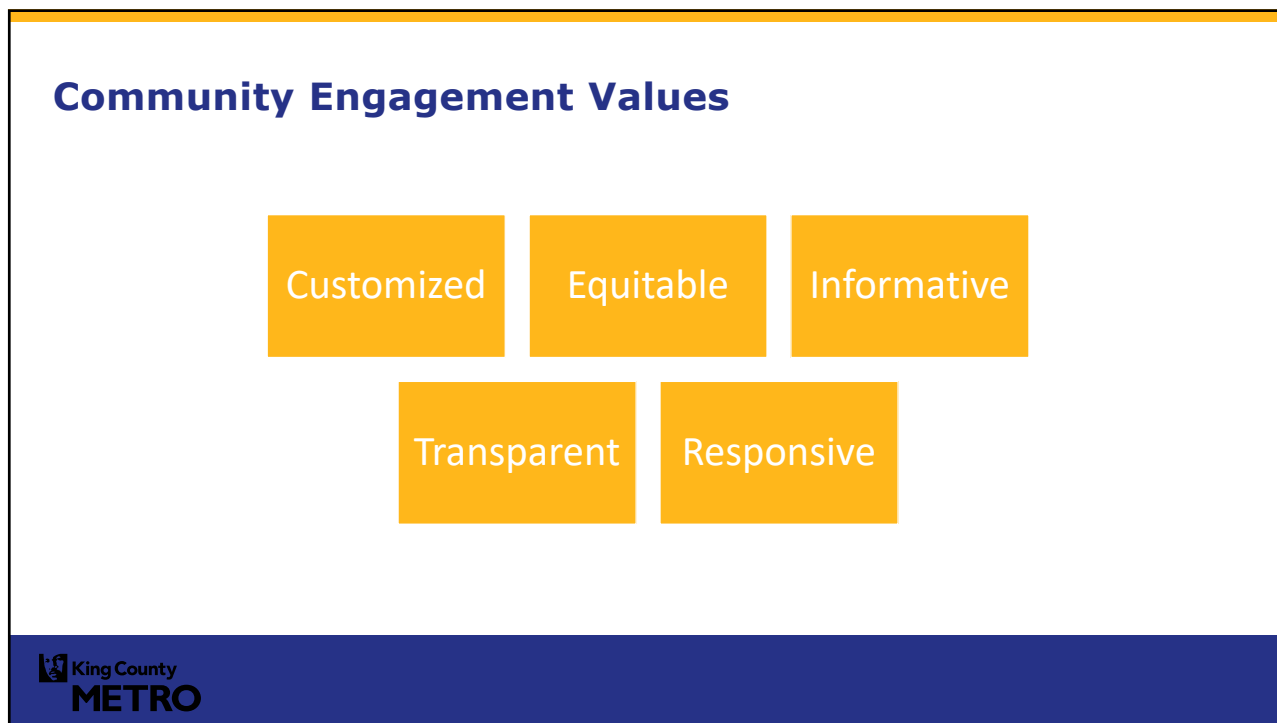 Community Engagement Values
Customized
Equitable
Informative
Transparent
Responsive
King County
METRO